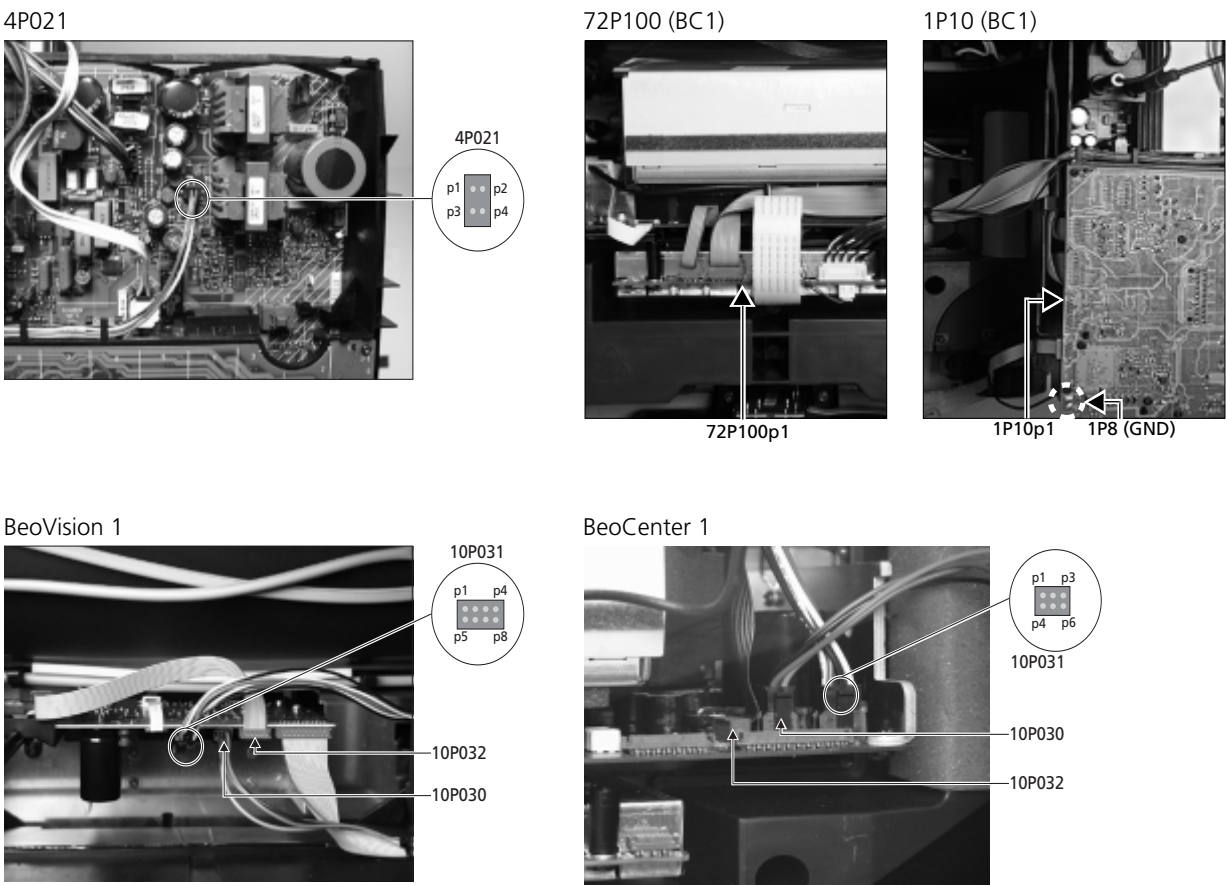 4P021
4P021
p1 p2
p3 p4
72P100 (BC1)
72P100p1
1P10 (BC1)
1P10p1
1P8 (GND)
BeoVision 1
10P031
p1 p4
p5 p8
10P032
10P030
BeoCenter 1
p1 p3
p4 p6
10P031
10P030
10P032